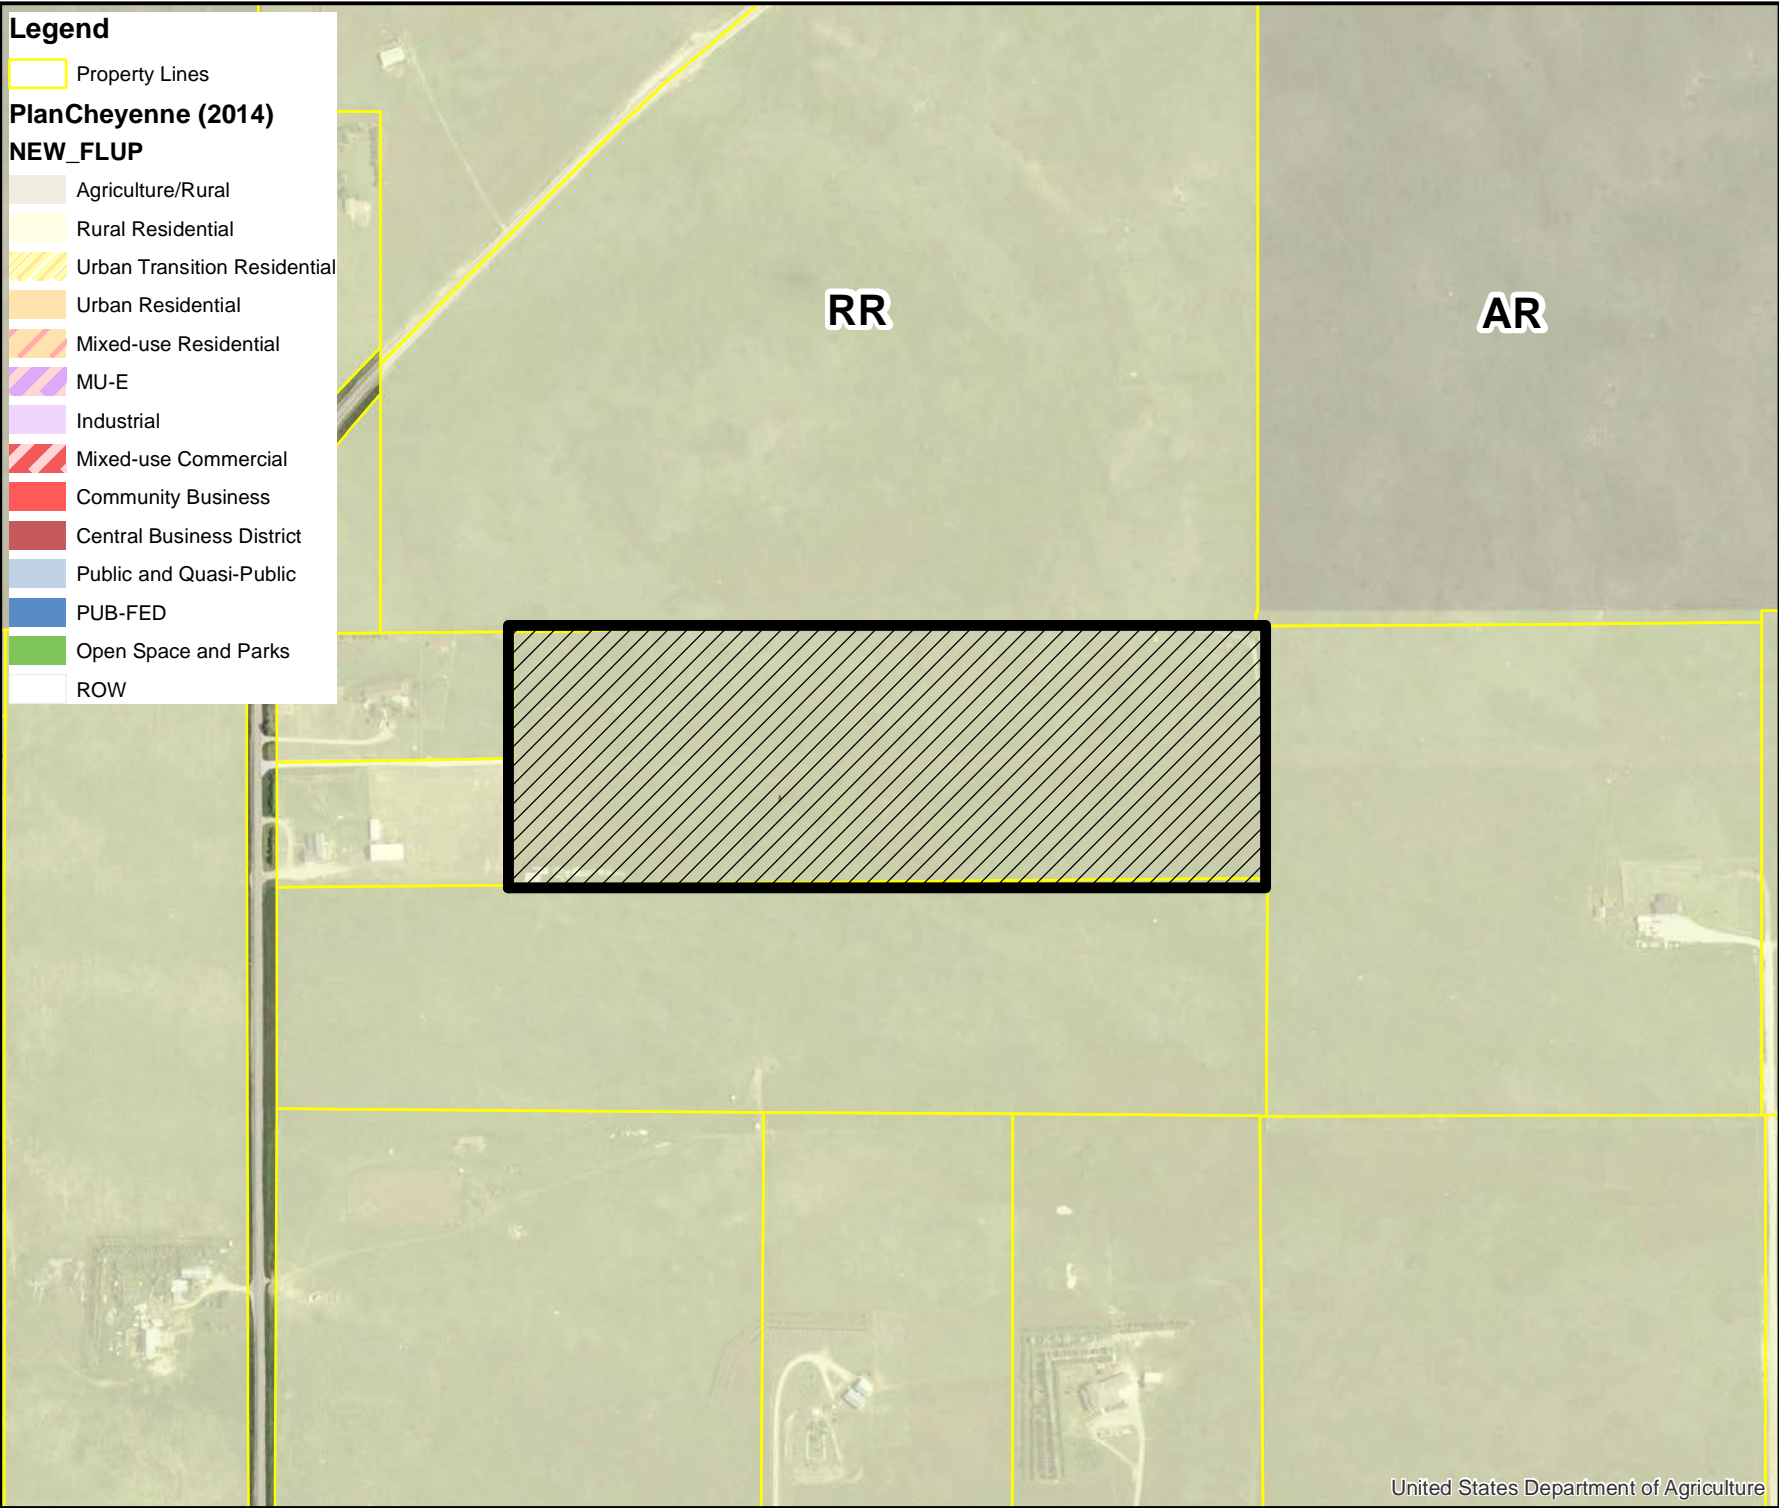 Legend
Property Lines
PlanCheyenne (2014)
NEW_FLUP
Agriculture/Rural
Rural Residential
Urban Transition Residential
Urban Residential
Mixed-use Residential
MU-E
Industrial
Mixed-use Commercial
Community Business
Central Business District
Public and Quasi-Public
PUB-FED
Open Space and Parks
ROW
RR
AR
United States Department of Agriculture